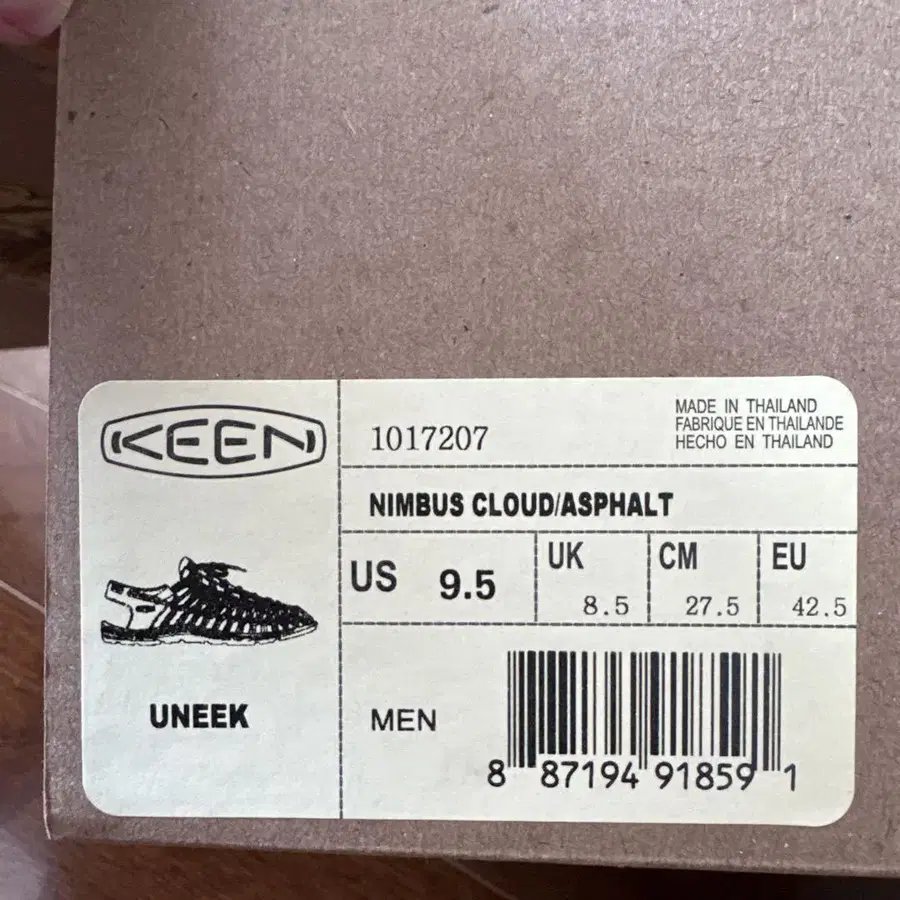 KEEN
1017207
MADE IN THAILAND
FABRIQUE EN THAILANDE
HECHO EN THAILAND
NIMBUS CLOUD/ASPHALT
US 9.5
UK 8.5
CM 27.5
EU 42.5
UNEEK
MEN
8 87194 91859 1